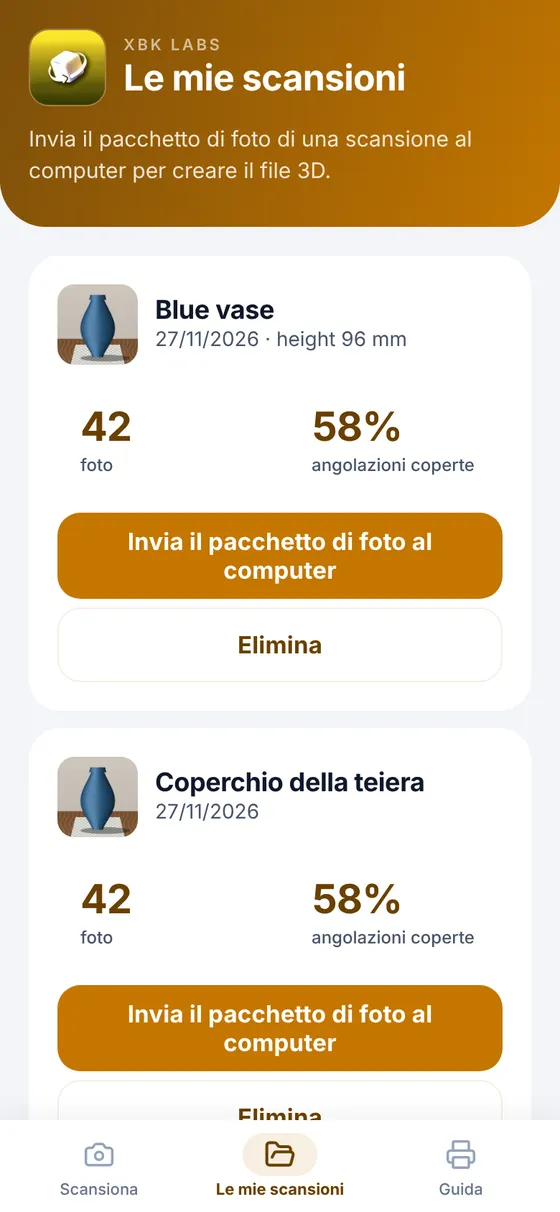 XBK LABS
Le mie scansioni
Invia il pacchetto di foto di una scansione al
computer per creare il file 3D.
Blue vase
27/11/2026 · height 96 mm
42
foto
58%
angolazioni coperte
Invia il pacchetto di foto al
computer
Elimina
Coperchio della teiera
27/11/2026
42
foto
58%
angolazioni coperte
Invia il pacchetto di foto al
computer
Elimina
Scansiona
Le mie scansioni
Guida